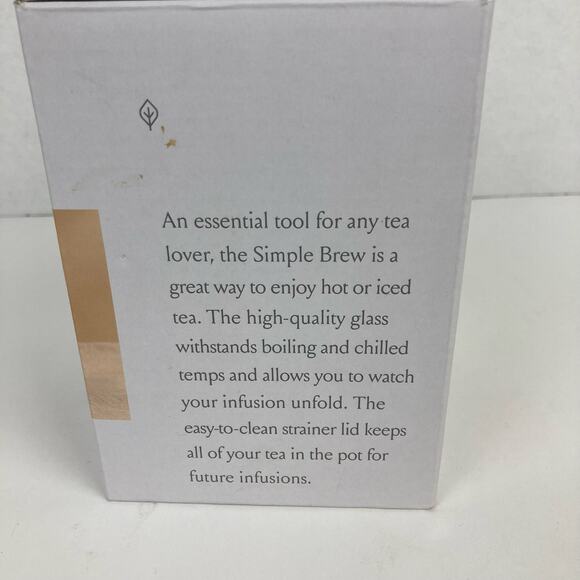 An essential tool for any tea
lover, the Simple Brew is a
great way to enjoy hot or iced
tea. The high-quality glass
withstands boiling and chilled
temps and allows you to watch
your infusion unfold. The
easy-to-clean strainer lid keeps
all of your tea in the pot for
future infusions.